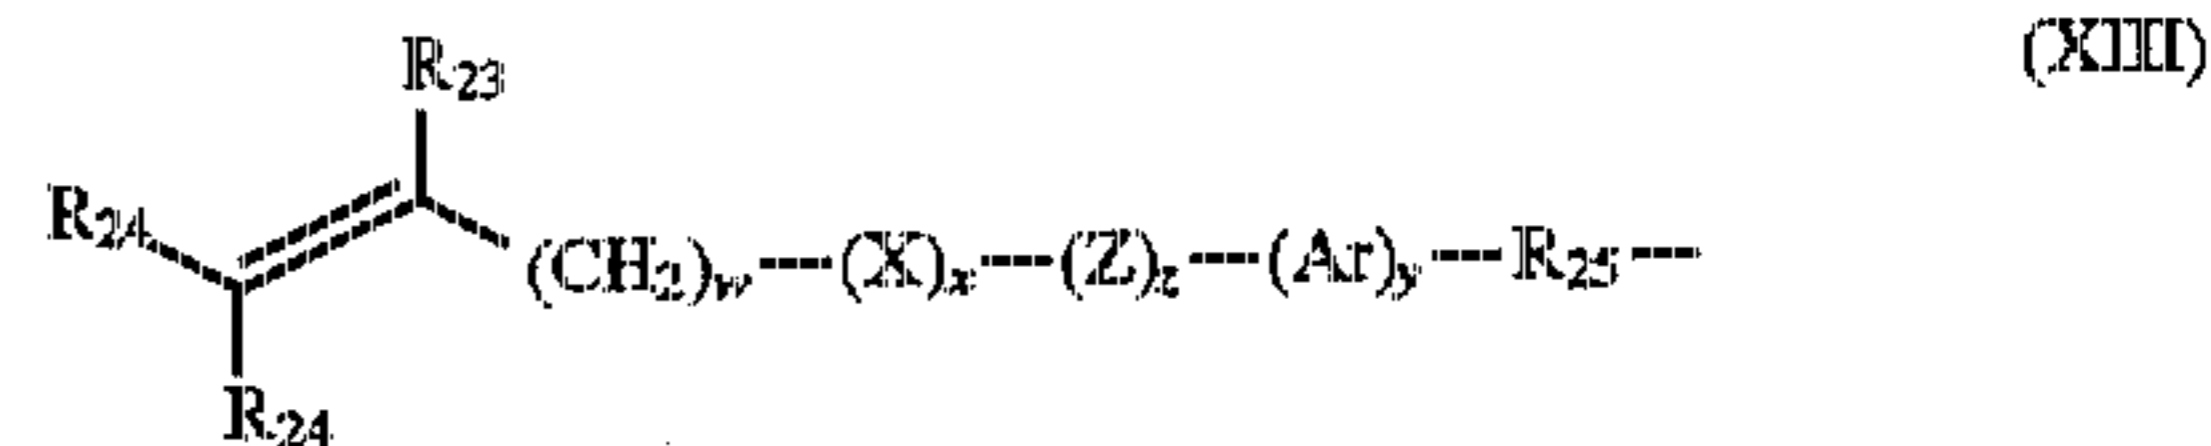 R23 (XIII)
R24 (CH2)w—(X)x—(Z)z—(Ar)y—R25—
R24